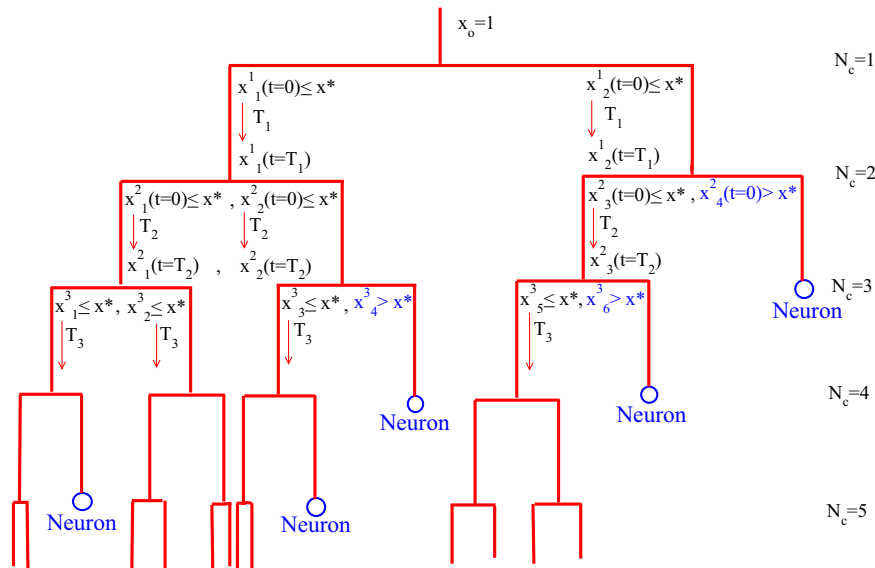 x_o=1
N_c=1
x^1_1(t=0)≤ x*
x^1_2(t=0)≤ x*
T_1
T_1
x^1_1(t=T_1)
x^1_2(t=T_1)
N_c=2
x^2_1(t=0)≤ x* , x^2_2(t=0)≤ x*
x^2_3(t=0)≤ x* , x^2_4(t=0)> x*
T_2
T_2
T_2
x^2_1(t=T_2) , x^2_2(t=T_2)
x^2_3(t=T_2)
N_c=3
x^3_1≤ x* , x^3_2≤ x*
x^3_3≤ x* , x^3_4> x*
x^3_5≤ x*, x^3_6> x*
Neuron
T_3
T_3
T_3
T_3
N_c=4
Neuron
Neuron
N_c=5
Neuron
Neuron